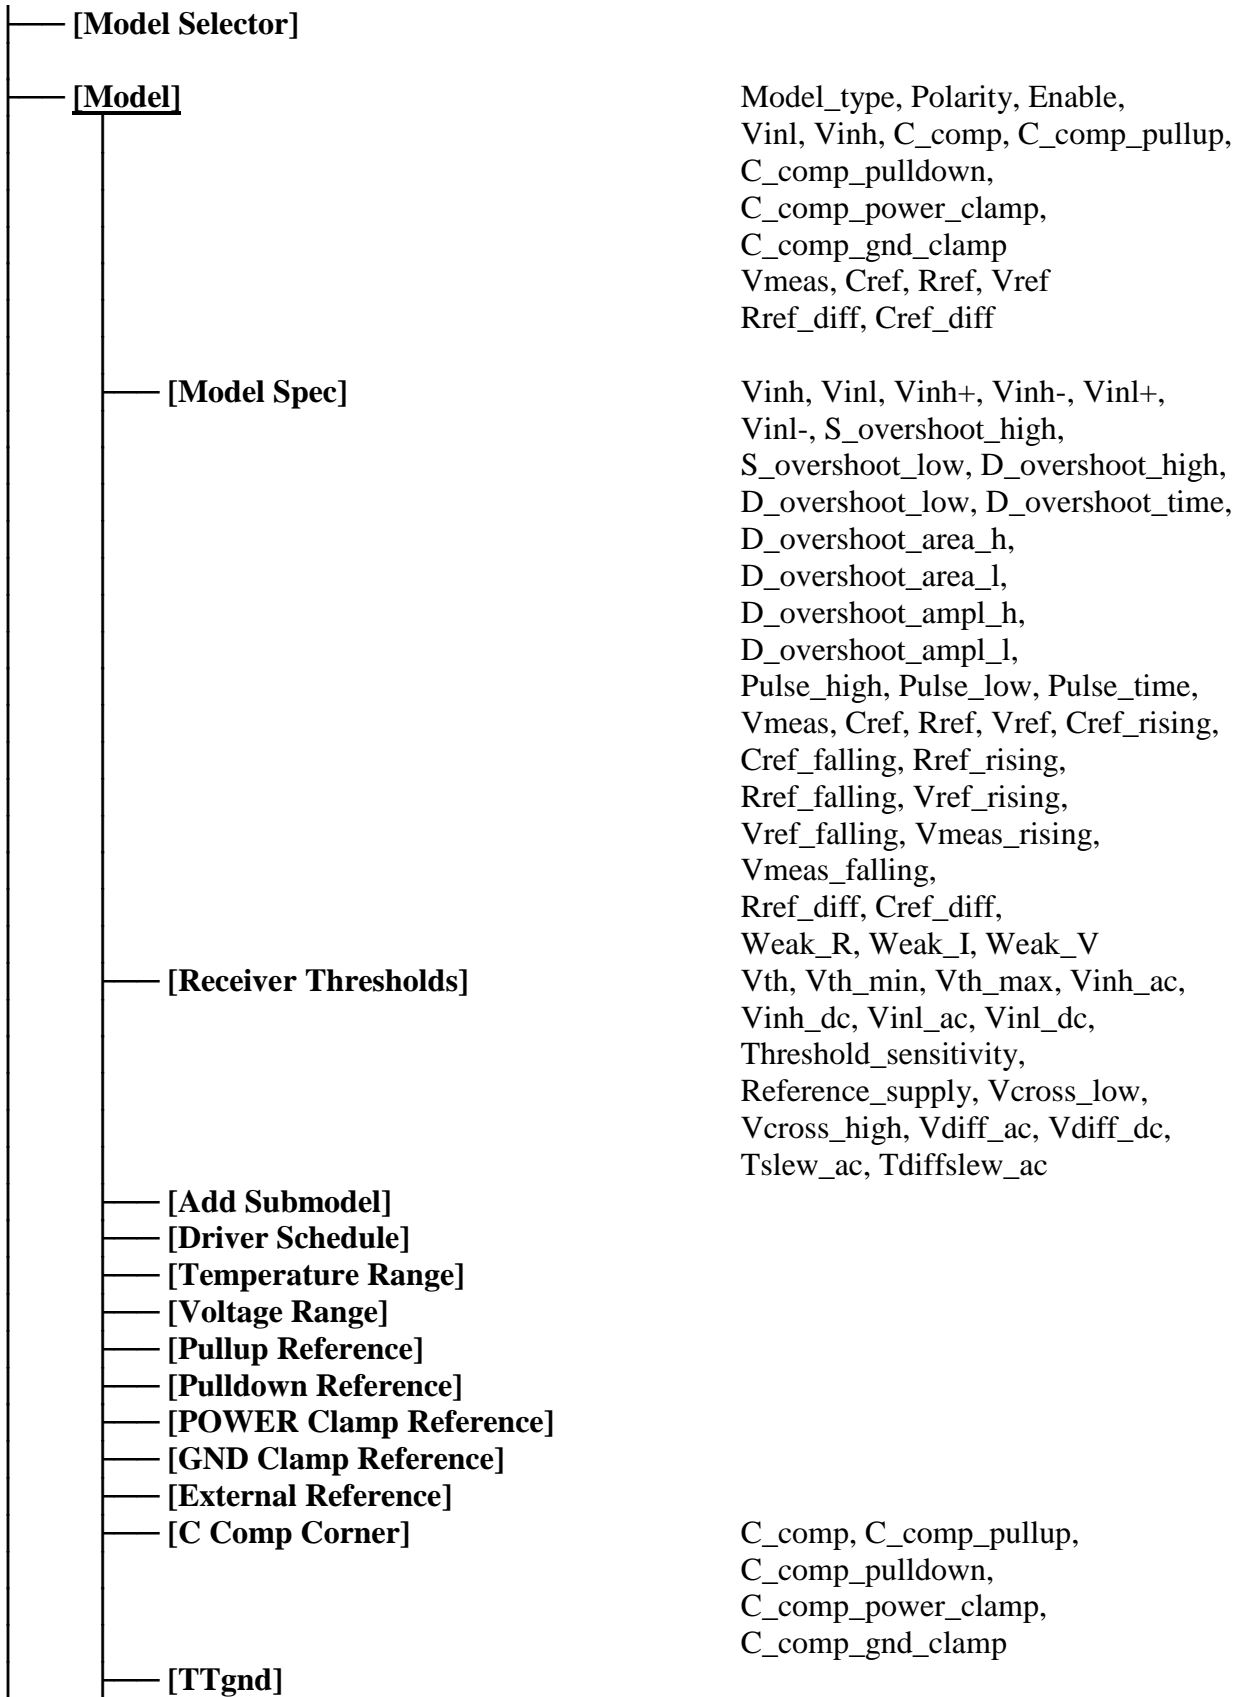 [Model Selector]
[Model] Model_type, Polarity, Enable,
Vinl, Vinh, C_comp, C_comp_pullup,
C_comp_pulldown,
C_comp_power_clamp,
C_comp_gnd_clamp
Vmeas, Cref, Rref, Vref
Rref_diff, Cref_diff
[Model Spec] Vinh, Vinl, Vinh+, Vinh-, Vinl+,
Vinl-, S_overshoot_high,
S_overshoot_low, D_overshoot_high,
D_overshoot_low, D_overshoot_time,
D_overshoot_area_h,
D_overshoot_area_l,
D_overshoot_ampl_h,
D_overshoot_ampl_l,
Pulse_high, Pulse_low, Pulse_time,
Vmeas, Cref, Rref, Vref, Cref_rising,
Cref_falling, Rref_rising,
Rref_falling, Vref_rising,
Vref_falling, Vmeas_rising,
Vmeas_falling,
Rref_diff, Cref_diff,
Weak_R, Weak_I, Weak_V
[Receiver Thresholds] Vth, Vth_min, Vth_max, Vinh_ac,
Vinh_dc, Vinl_ac, Vinl_dc,
Threshold_sensitivity,
Reference_supply, Vcross_low,
Vcross_high, Vdiff_ac, Vdiff_dc,
Tslew_ac, Tdiffslew_ac
[Add Submodel]
[Driver Schedule]
[Temperature Range]
[Voltage Range]
[Pullup Reference]
[Pulldown Reference]
[POWER Clamp Reference]
[GND Clamp Reference]
[External Reference]
[C Comp Corner] C_comp, C_comp_pullup,
C_comp_pulldown,
C_comp_power_clamp,
C_comp_gnd_clamp
[TTgnd]